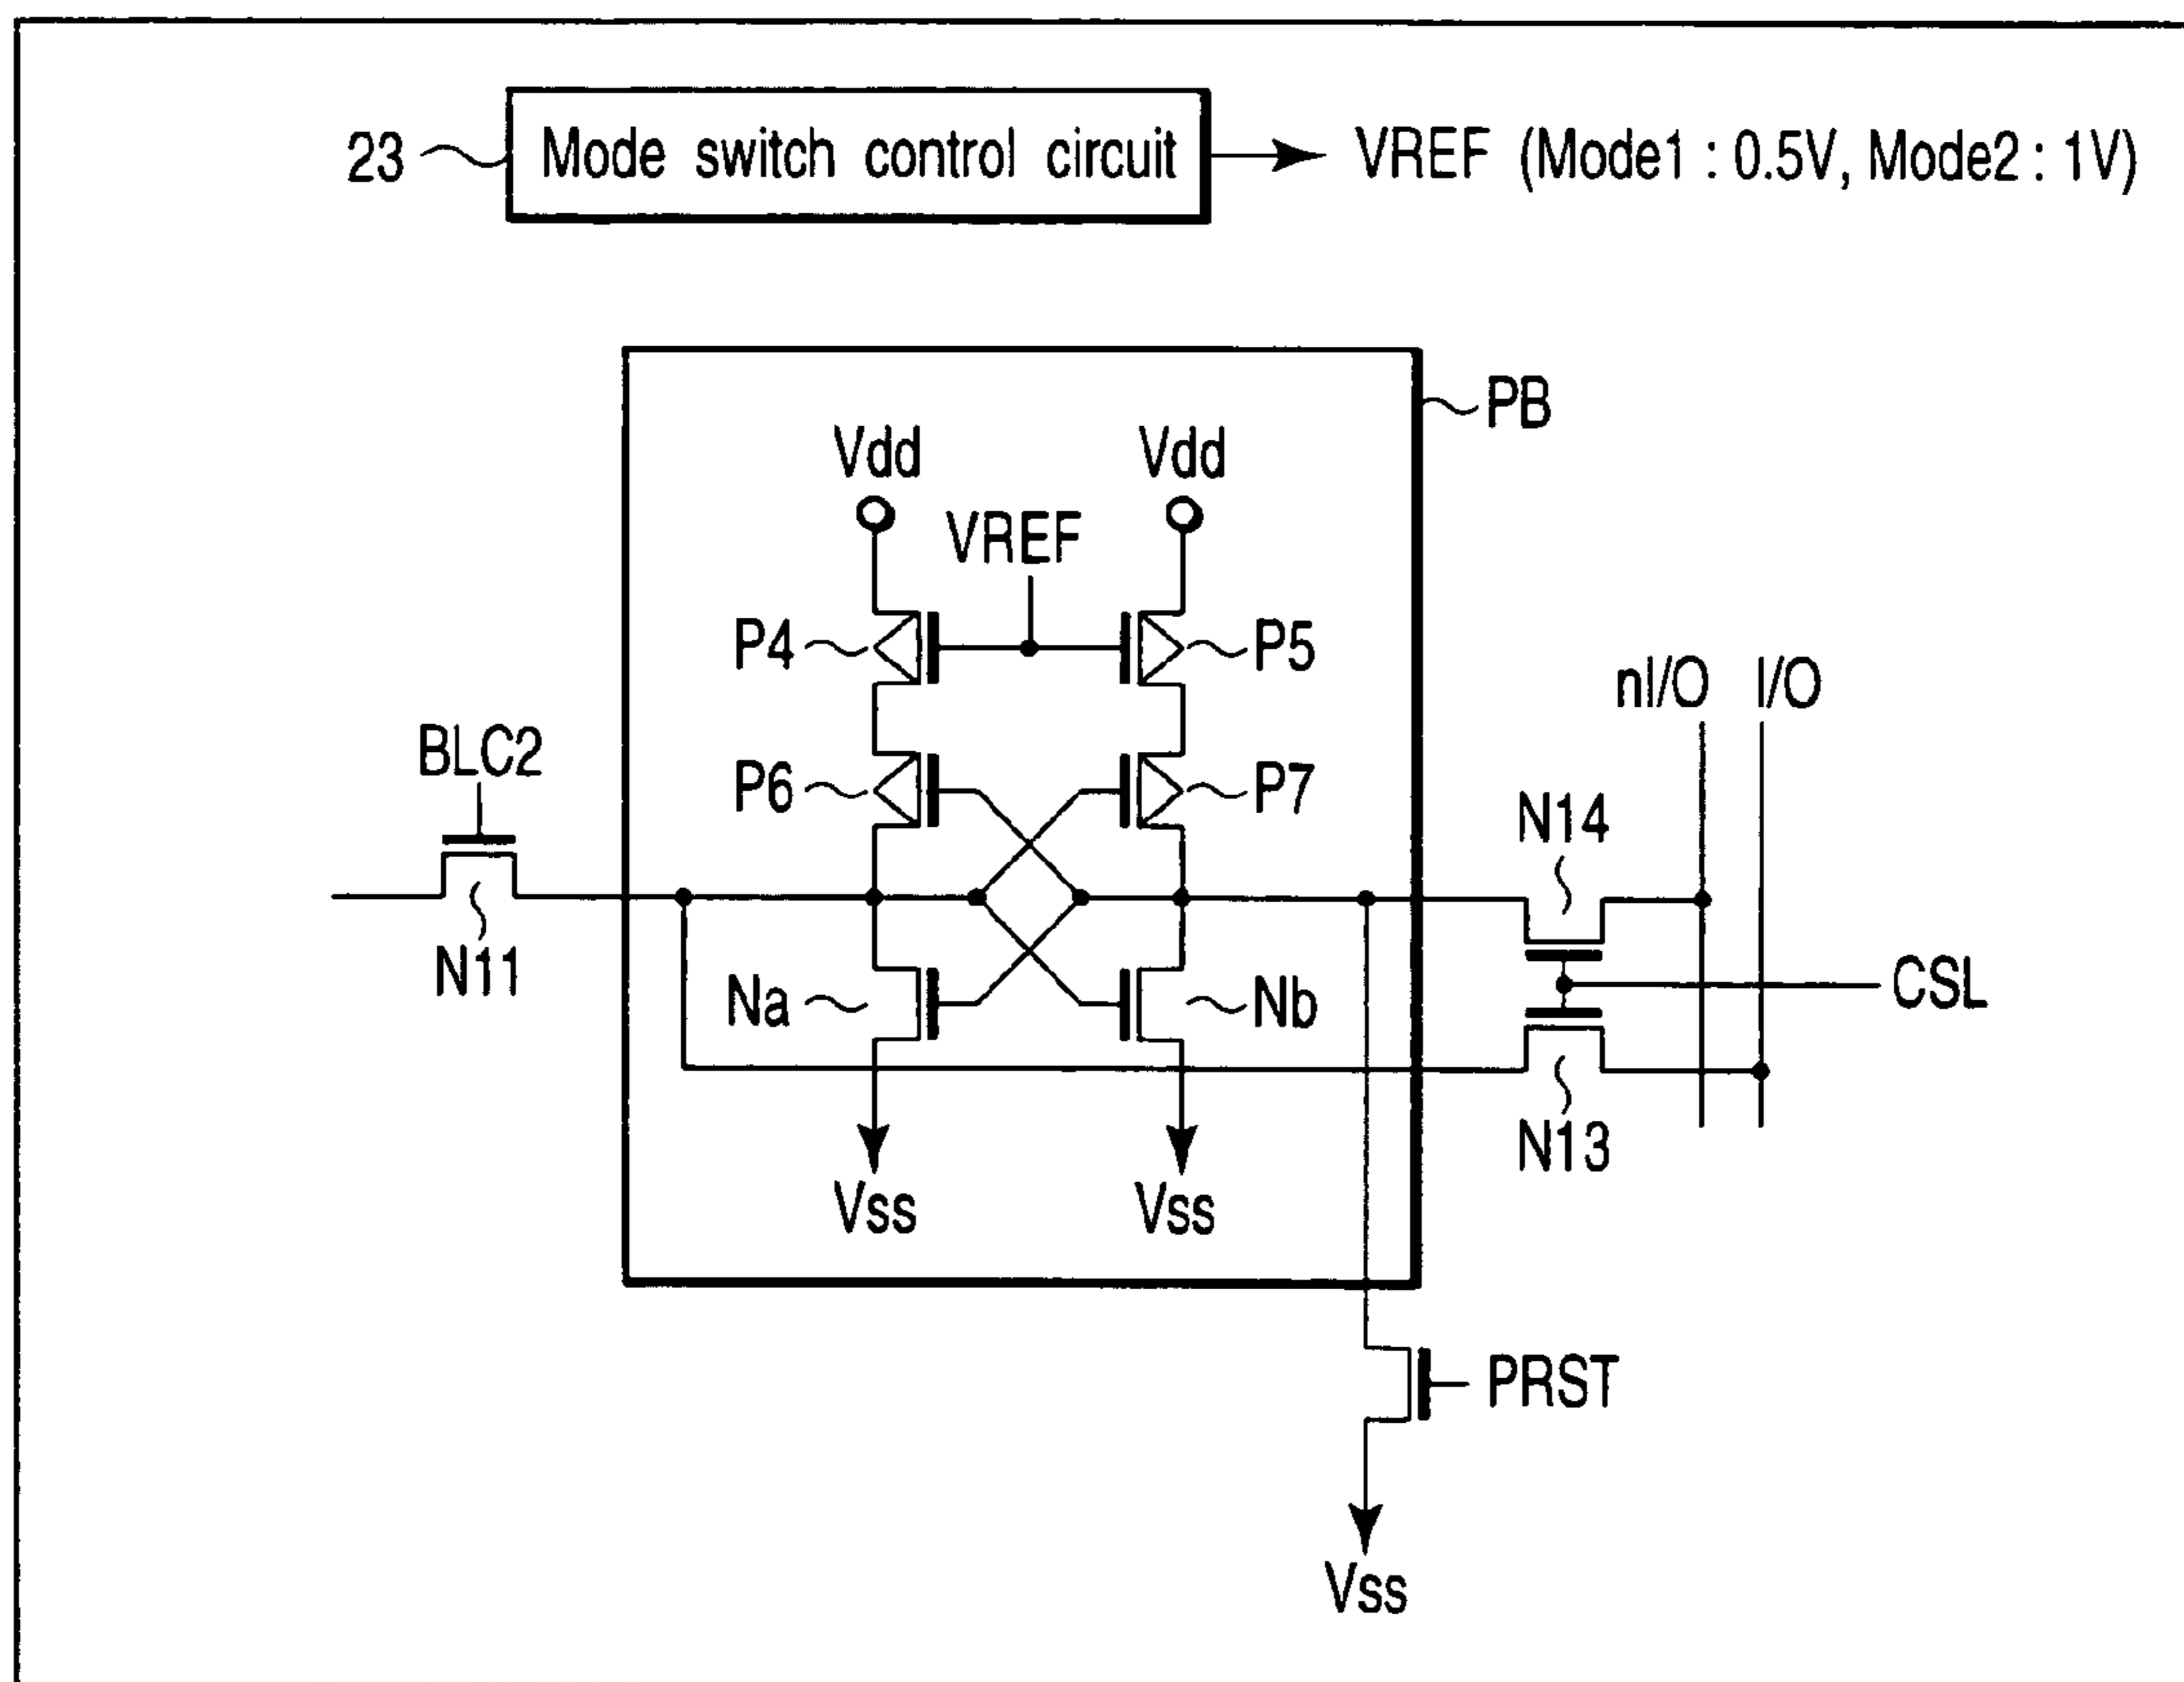 23 Mode switch control circuit VREF (Mode1 : 0.5V, Mode2 : 1V)
PB
Vdd Vdd
VREF
P4 P5
nI/O I/O
BLC2 P6 P7
N14
N11 Na Nb CSL
N13
Vss Vss
PRST
Vss